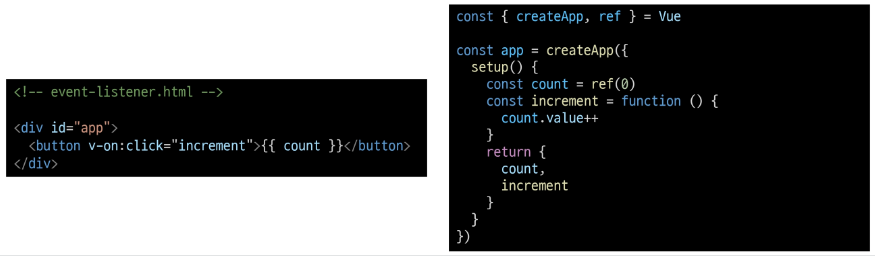 <!-- event-listener.html -->

<div id="app">
  <button v-on:click="increment">{{ count }}</button>
</div>

const { createApp, ref } = Vue

const app = createApp({
  setup() {
    const count = ref(0)
    const increment = function () {
      count.value++
    }
    return {
      count,
      increment
    }
  }
})